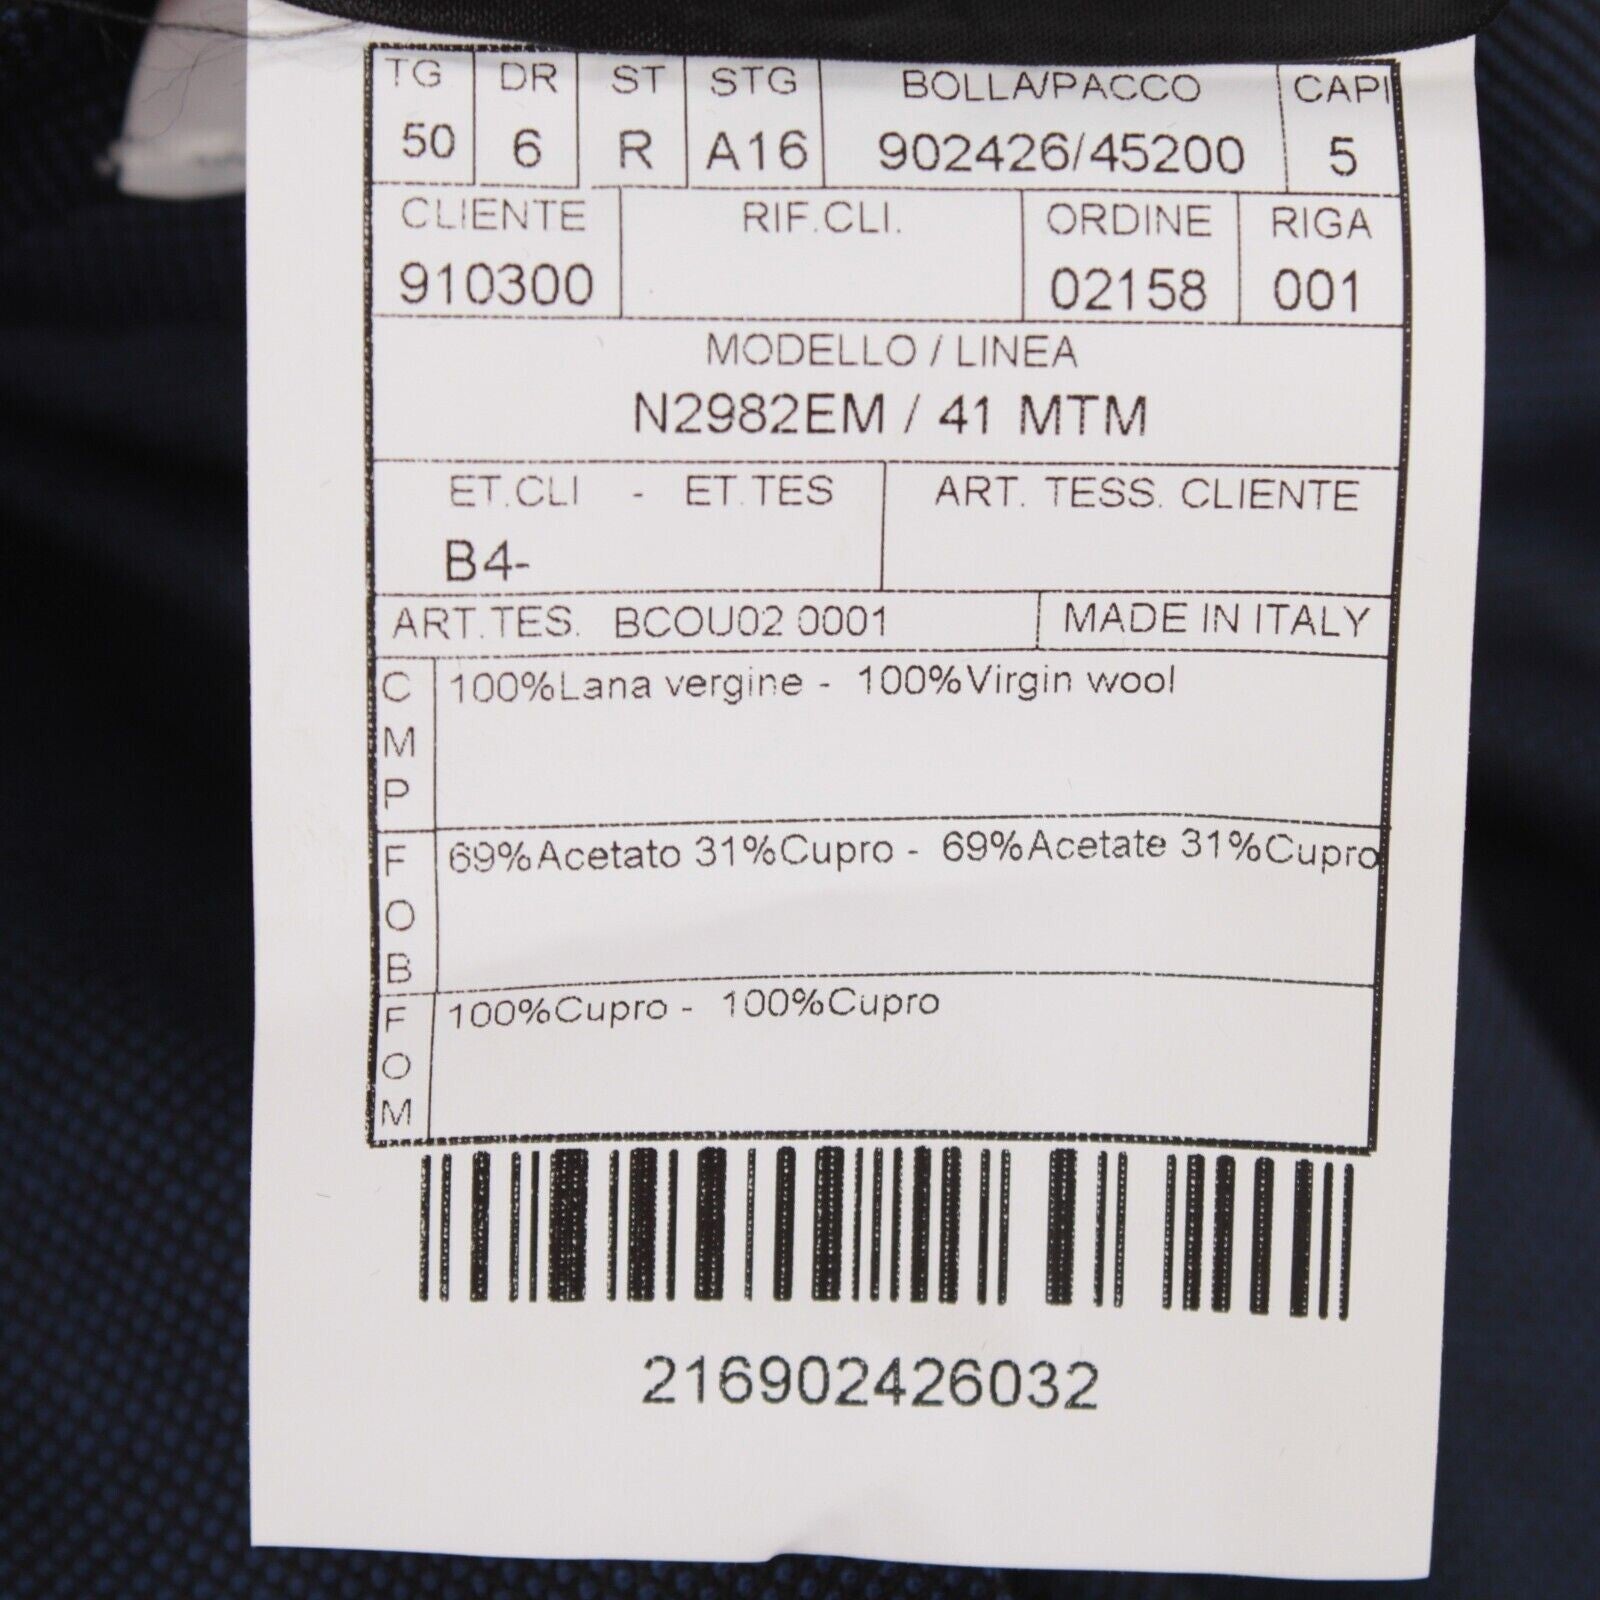 TG DR ST STG BOLLA/PACCO CAPI
50 6 R A16 902426/45200 5
CLIENTE RIF.CLI. ORDINE RIGA
910300 02158 001
MODELLO / LINEA
N2982EM / 41 MTM
ET.CLI - ET.TES ART. TESS. CLIENTE
B4-
ART.TES. BCOU02 0001 MADE IN ITALY
CMP 100%Lana vergine - 100%Virgin wool
FOB 69%Acetato 31%Cupro - 69%Acetate 31%Cupro
FOM 100%Cupro - 100%Cupro
216902426032